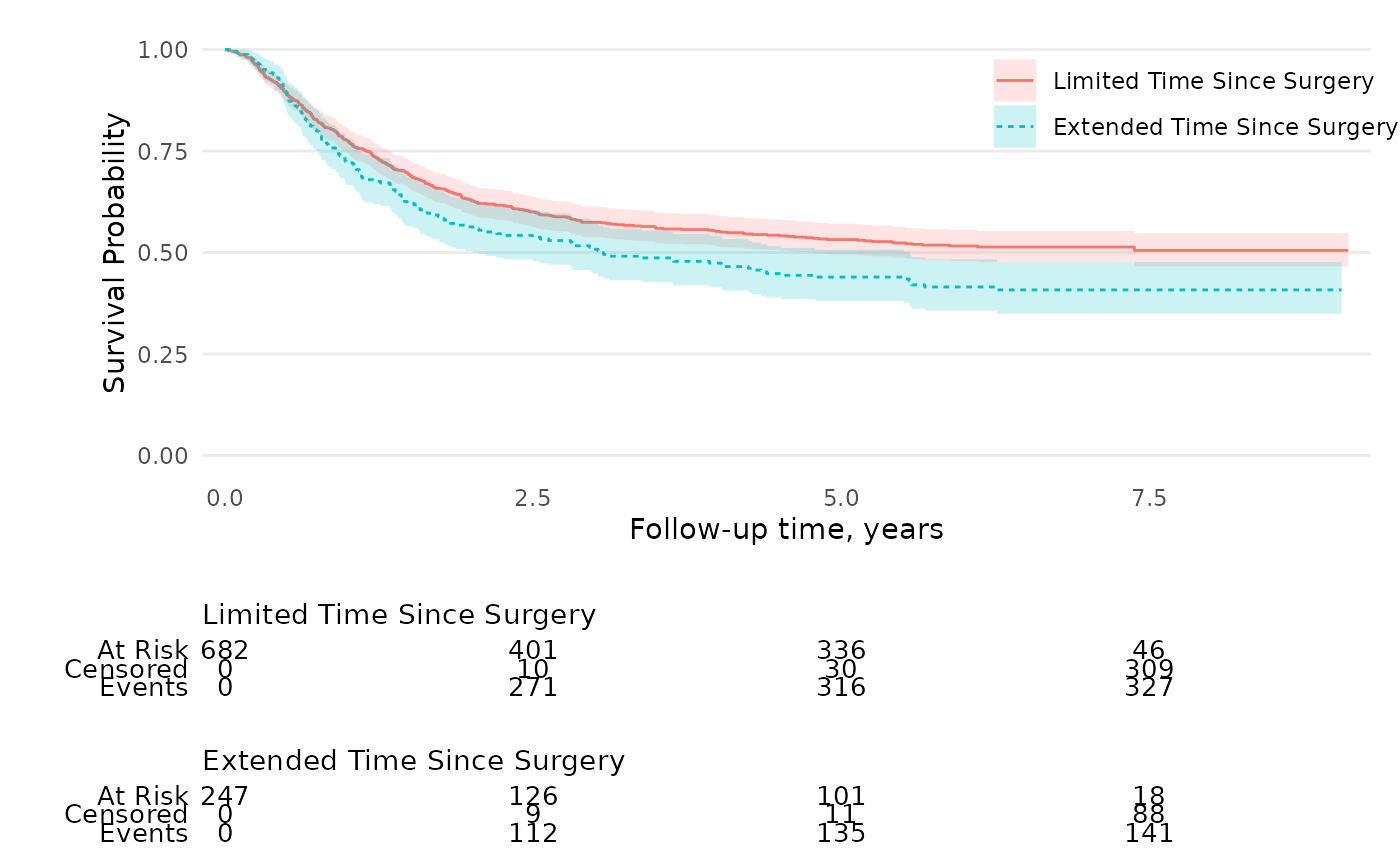 1.00
0.75
0.50
0.25
0.00
Survival Probability
Limited Time Since Surgery
Extended Time Since Surgery
0.0 2.5 5.0 7.5
Follow-up time, years
Limited Time Since Surgery
At Risk 682 401 336 46
Censored 0 10 30 309
Events 0 271 316 327
Extended Time Since Surgery
At Risk 247 126 101 18
Censored 0 9 11 88
Events 0 112 135 141